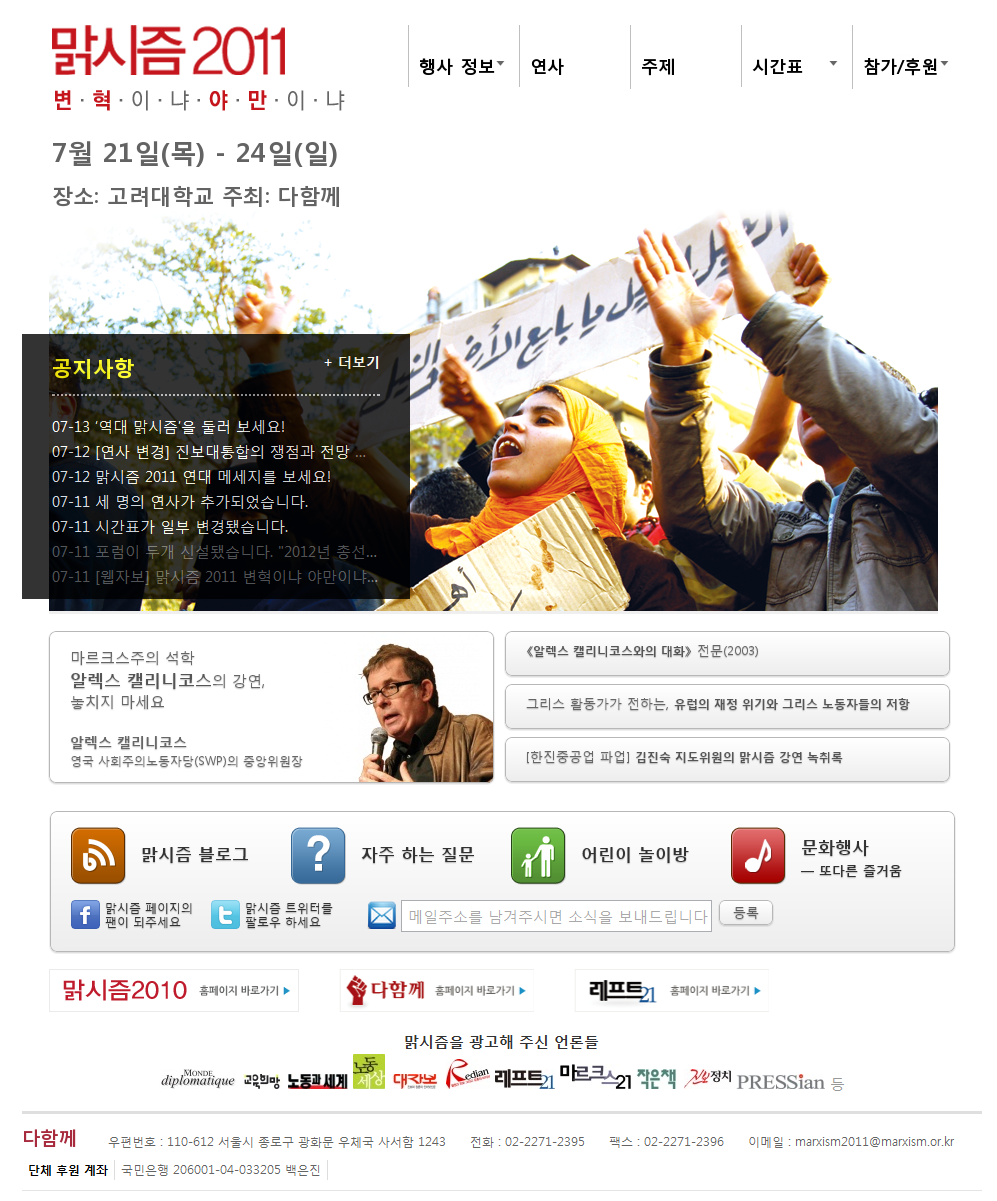 맑시즘 2011
변·혁·이·냐·야·만·이·냐
행사 정보
연사
주제
시간표
참가/후원
7월 21일(목) - 24일(일)
장소: 고려대학교 주최: 다함께
공지사항
+ 더보기
07-13 '역대 맑시즘'을 둘러 보세요!
07-12 [연사 변경] 진보대통합의 쟁점과 전망 ...
07-12 맑시즘 2011 연대 메세지를 보세요!
07-11 세 명의 연사가 추가되었습니다.
07-11 시간표가 일부 변경됐습니다.
07-11 포럼이 두개 신설됐습니다. "2012년 총선...
07-11 [웹자보] 맑시즘 2011 변혁이냐 야만이냐...
마르크스주의 석학
알렉스 캘리니코스의 강연,
놓치지 마세요
알렉스 캘리니코스
영국 사회주의노동자당(SWP)의 중앙위원장
《알렉스 캘리니코스와의 대화》 전문(2003)
그리스 활동가가 전하는, 유럽의 재정 위기와 그리스 노동자들의 저항
[한진중공업 파업] 김진숙 지도위원의 맑시즘 강연 녹취록
맑시즘 블로그
자주 하는 질문
어린이 놀이방
문화행사
— 또다른 즐거움
맑시즘 페이지의
팬이 되주세요
맑시즘 트위터를
팔로우 하세요
메일주소를 남겨주시면 소식을 보내드립니다
등록
맑시즘2010 홈페이지 바로가기
다함께 홈페이지 바로가기
레프트21 홈페이지 바로가기
맑시즘을 광고해 주신 언론들
MONDE diplomatique 교육희망 노동과세계 노동세상 대자보 Redian 레프트21 마르크스21 작은책 진보정치 PRESSian 등
다함께
우편번호 : 110-612 서울시 종로구 광화문 우체국 사서함 1243
전화 : 02-2271-2395
팩스 : 02-2271-2396
이메일 : marxism2011@marxism.or.kr
단체 후원 계좌
국민은행 206001-04-033205 백은진